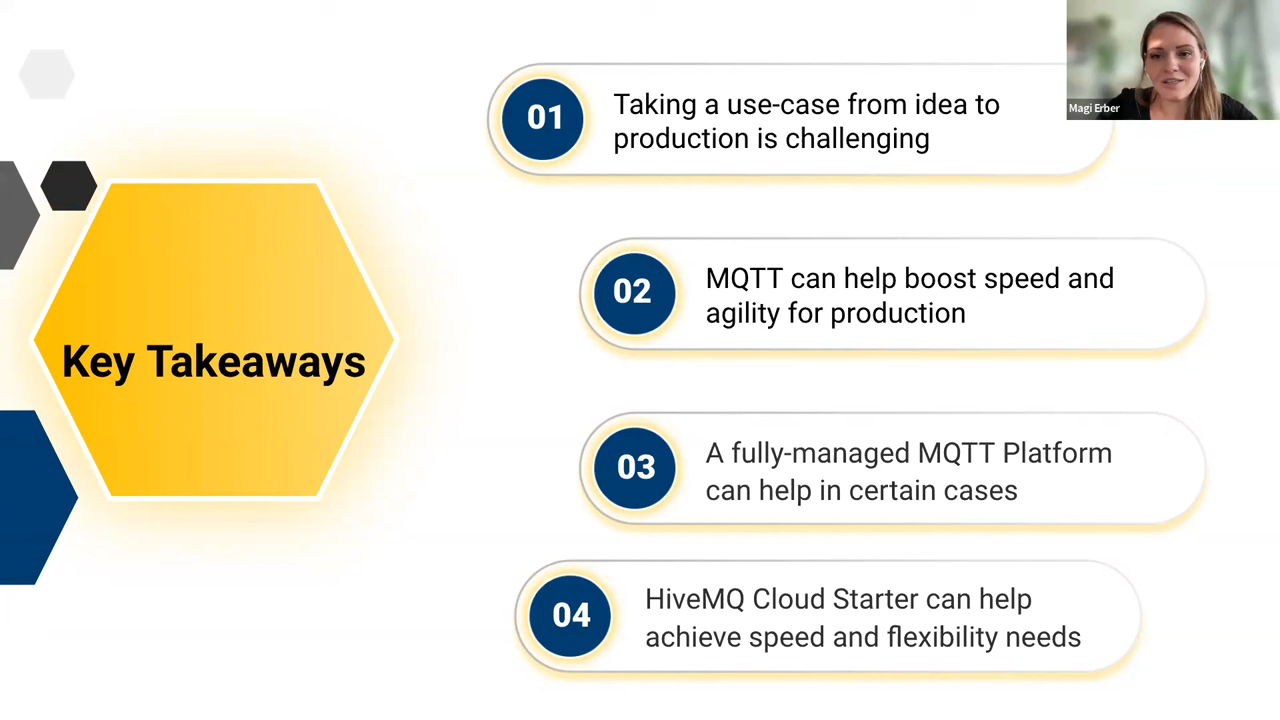 Magi Erber
Key Takeaways
01
Taking a use-case from idea to
production is challenging
02
MQTT can help boost speed and
agility for production
03
A fully-managed MQTT Platform
can help in certain cases
04
HiveMQ Cloud Starter can help
achieve speed and flexibility needs